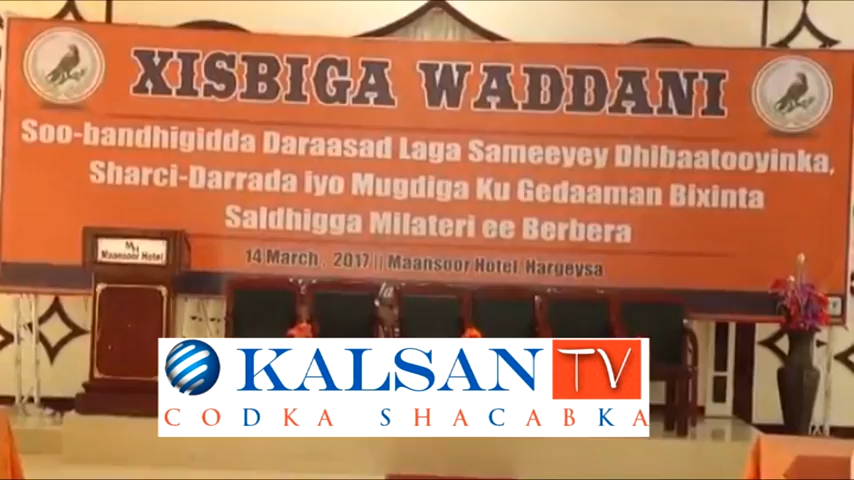 XISBIGA WADDANI
Soo-bandhigidda Daraasad Laga Sameeyey Dhibaatooyinka,
Sharci-Darrada iyo Mugdiga Ku Gedaaman Bixinta
Saldhigga Milateri ee Berbera
14 March . 2017 || Maansoor Hotel Hargeysa
MH
Maansoor Hotel
KALSAN TV
CODKA SHACABKA